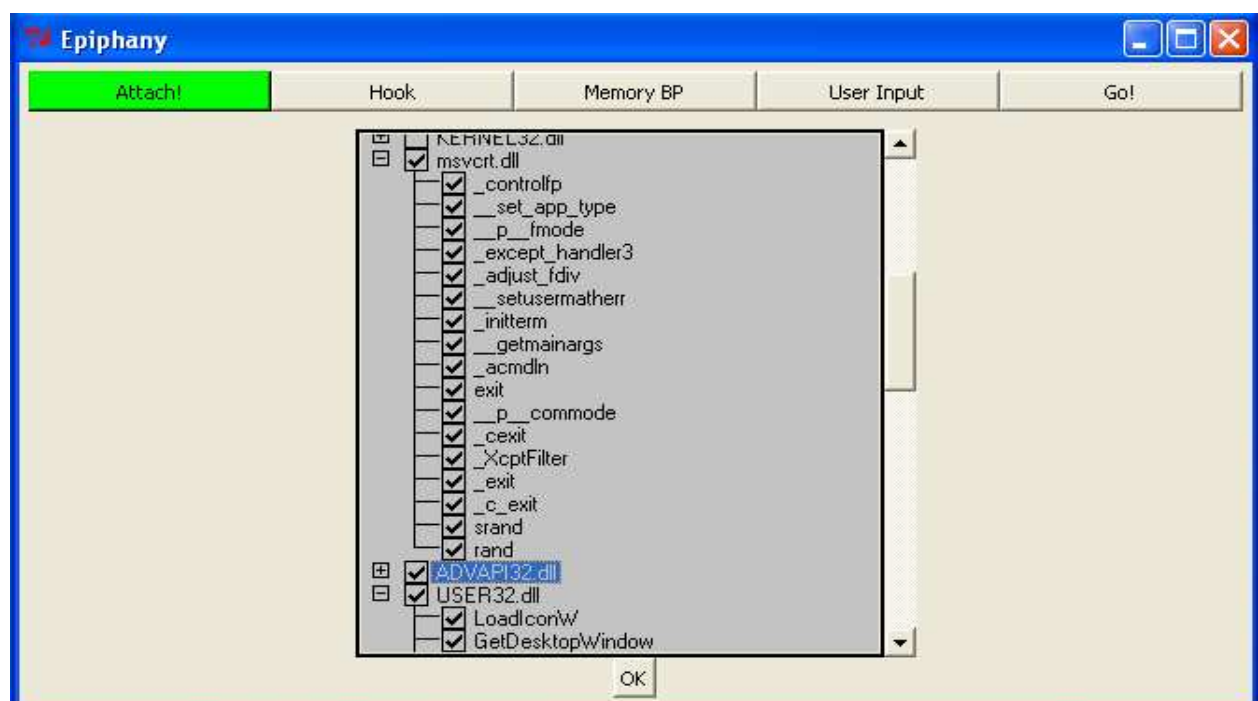 Epiphany
Attach! Hook Memory BP User Input Go!
KERNEL32.dll
msvcrt.dll
_controlfp
__set_app_type
__p__fmode
_except_handler3
_adjust_fdiv
__setusermatherr
_initterm
__getmainargs
_acmdln
exit
__p__commode
_cexit
_XcptFilter
_exit
_c_exit
srand
rand
ADVAPI32.dll
USER32.dll
LoadIconW
GetDesktopWindow
OK